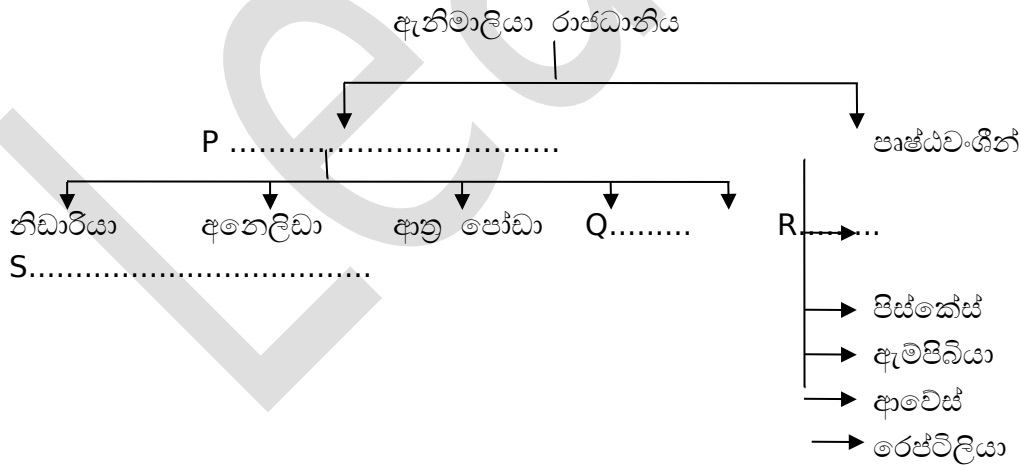 ඇනිමාලියා රාජධානිය
P ...................................
පෘෂ්ඨවංශීන්
නිඩාරියා අනෙලිඩා ආත්‍ර පෝඩා Q......... R.........
S....................................
පිස්කේස්
ඇම්පිබියා
ආවේස්
රෙප්ටිලියා